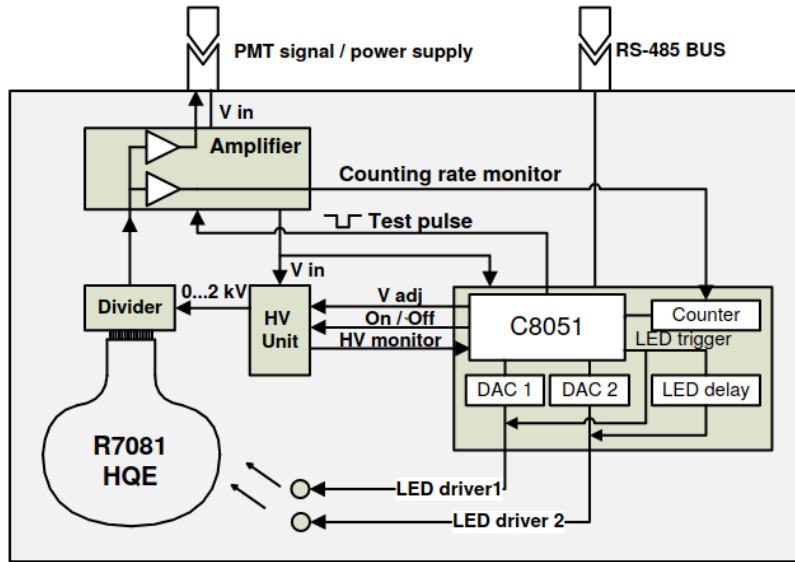 PMT signal / power supply
RS-485 BUS
V in
Amplifier
Counting rate monitor
Test pulse
V in
0...2 kV
Divider
HV
Unit
V adj
On / Off
HV monitor
C8051
Counter
LED trigger
DAC 1
DAC 2
LED delay
R7081
HQE
LED driver1
LED driver 2